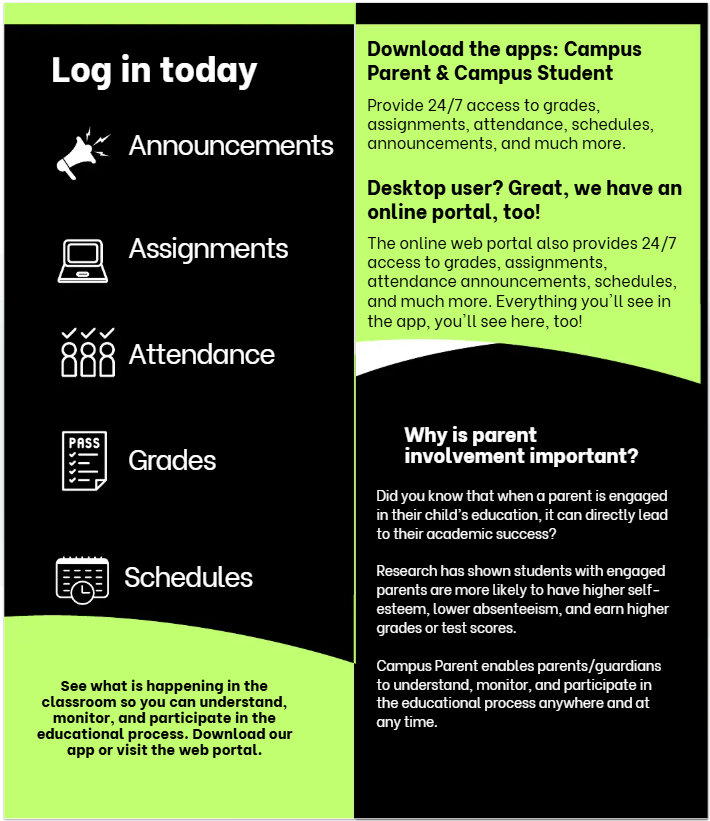 Log in today
Announcements
Assignments
Attendance
PASS
Grades
Schedules
See what is happening in the
classroom so you can understand,
monitor, and participate in the
educational process. Download our
app or visit the web portal.
Download the apps: Campus
Parent & Campus Student
Provide 24/7 access to grades,
assignments, attendance, schedules,
announcements, and much more.
Desktop user? Great, we have an
online portal, too!
The online web portal also provides 24/7
access to grades, assignments,
attendance announcements, schedules,
and much more. Everything you'll see in
the app, you'll see here, too!
Why is parent
involvement important?
Did you know that when a parent is engaged
in their child's education, it can directly lead
to their academic success?
Research has shown students with engaged
parents are more likely to have higher self-
esteem, lower absenteeism, and earn higher
grades or test scores.
Campus Parent enables parents/guardians
to understand, monitor, and participate in
the educational process anywhere and at
any time.